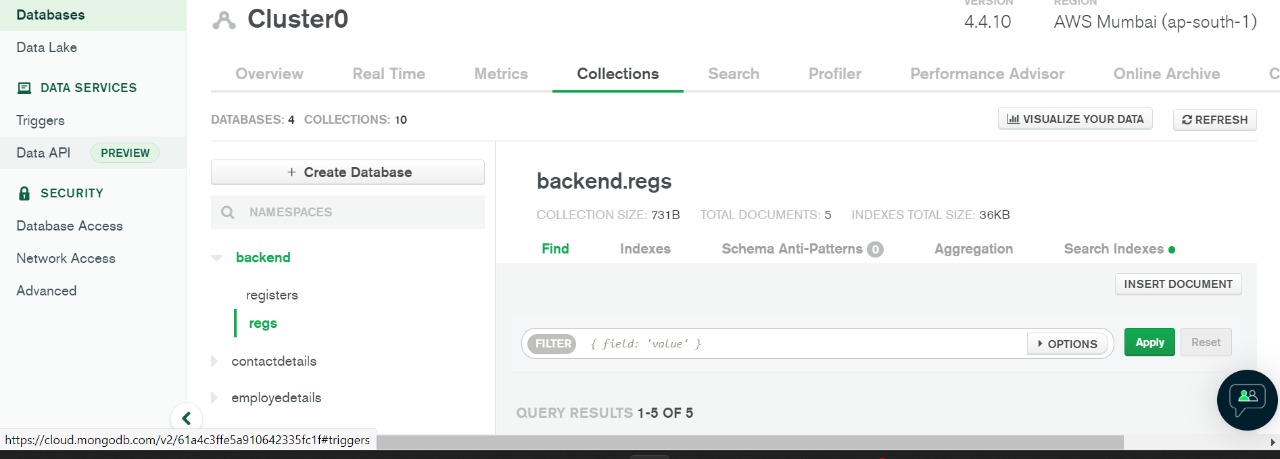 Databases
Data Lake
DATA SERVICES
Triggers
Data API PREVIEW
SECURITY
Database Access
Network Access
Advanced
Cluster0
VERSION REGION
4.4.10 AWS Mumbai (ap-south-1)
Overview Real Time Metrics Collections Search Profiler Performance Advisor Online Archive C
DATABASES: 4 COLLECTIONS: 10
VISUALIZE YOUR DATA REFRESH
+ Create Database
NAMESPACES
backend
registers
regs
contactdetails
employedetails
backend.regs
COLLECTION SIZE: 731B TOTAL DOCUMENTS: 5 INDEXES TOTAL SIZE: 36KB
Find Indexes Schema Anti-Patterns 0 Aggregation Search Indexes
INSERT DOCUMENT
FILTER { field: 'value' } OPTIONS Apply Reset
QUERY RESULTS 1-5 OF 5
https://cloud.mongodb.com/v2/61a4c3ffe5a910642335fc1f#triggers